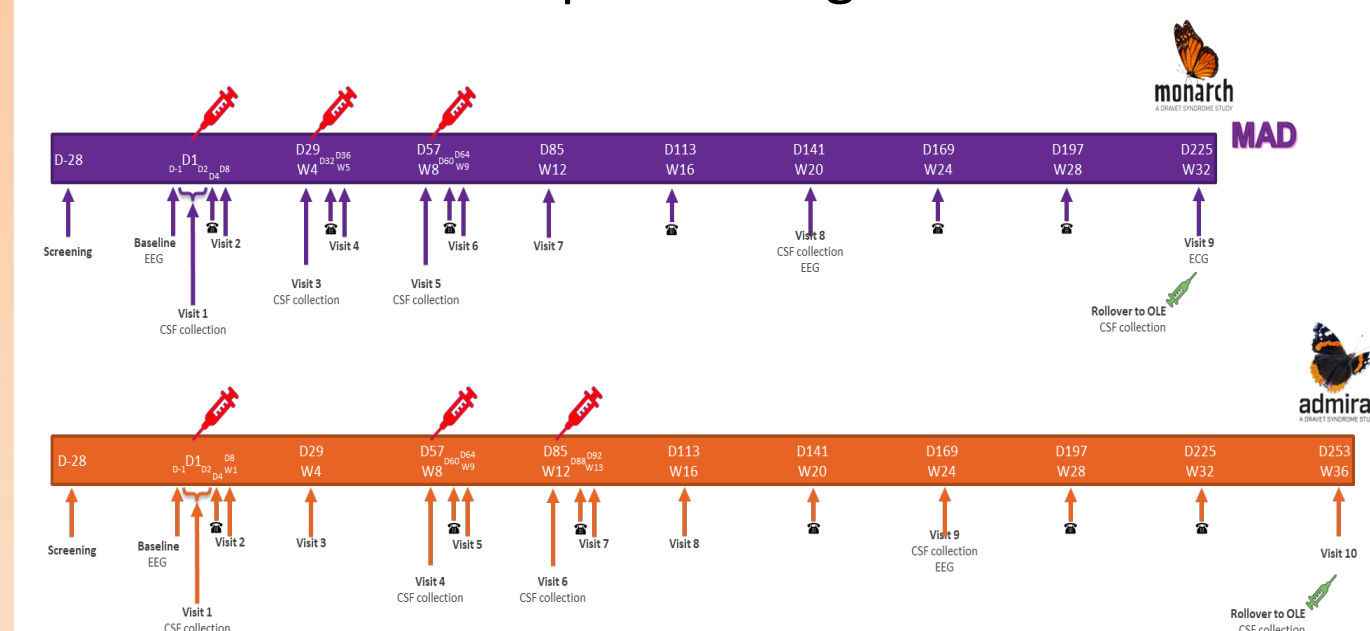 monarch
A DRAVET SYNDROME STUDY
MAD
D-28
D-1 D1 D2 D4 D8
D29
W4 D32 D36
W5
D57
W8 D60 D64
W9
D85
W12
D113
W16
D141
W20
D169
W24
D197
W28
D225
W32
Screening
Baseline
EEG
Visit 1
CSF collection
Visit 2
Visit 3
CSF collection
Visit 4
Visit 5
CSF collection
Visit 6
Visit 7
Visit 8
CSF collection
EEG
Visit 9
ECG
Rollover to OLE
CSF collection
admira
A DRAVET SYNDROME STU
D-28
D-1 D1 D2 D4 D8
W1
D29
W4
D57
W8 D60 D64
W9
D85
W12 D88 D92
W13
D113
W16
D141
W20
D169
W24
D197
W28
D225
W32
D253
W36
Screening
Baseline
EEG
Visit 1
CSF collection
Visit 2
Visit 3
Visit 4
CSF collection
Visit 5
Visit 6
CSF collection
Visit 7
Visit 8
Visit 9
CSF collection
EEG
Visit 10
Rollover to OLE
CSF collection